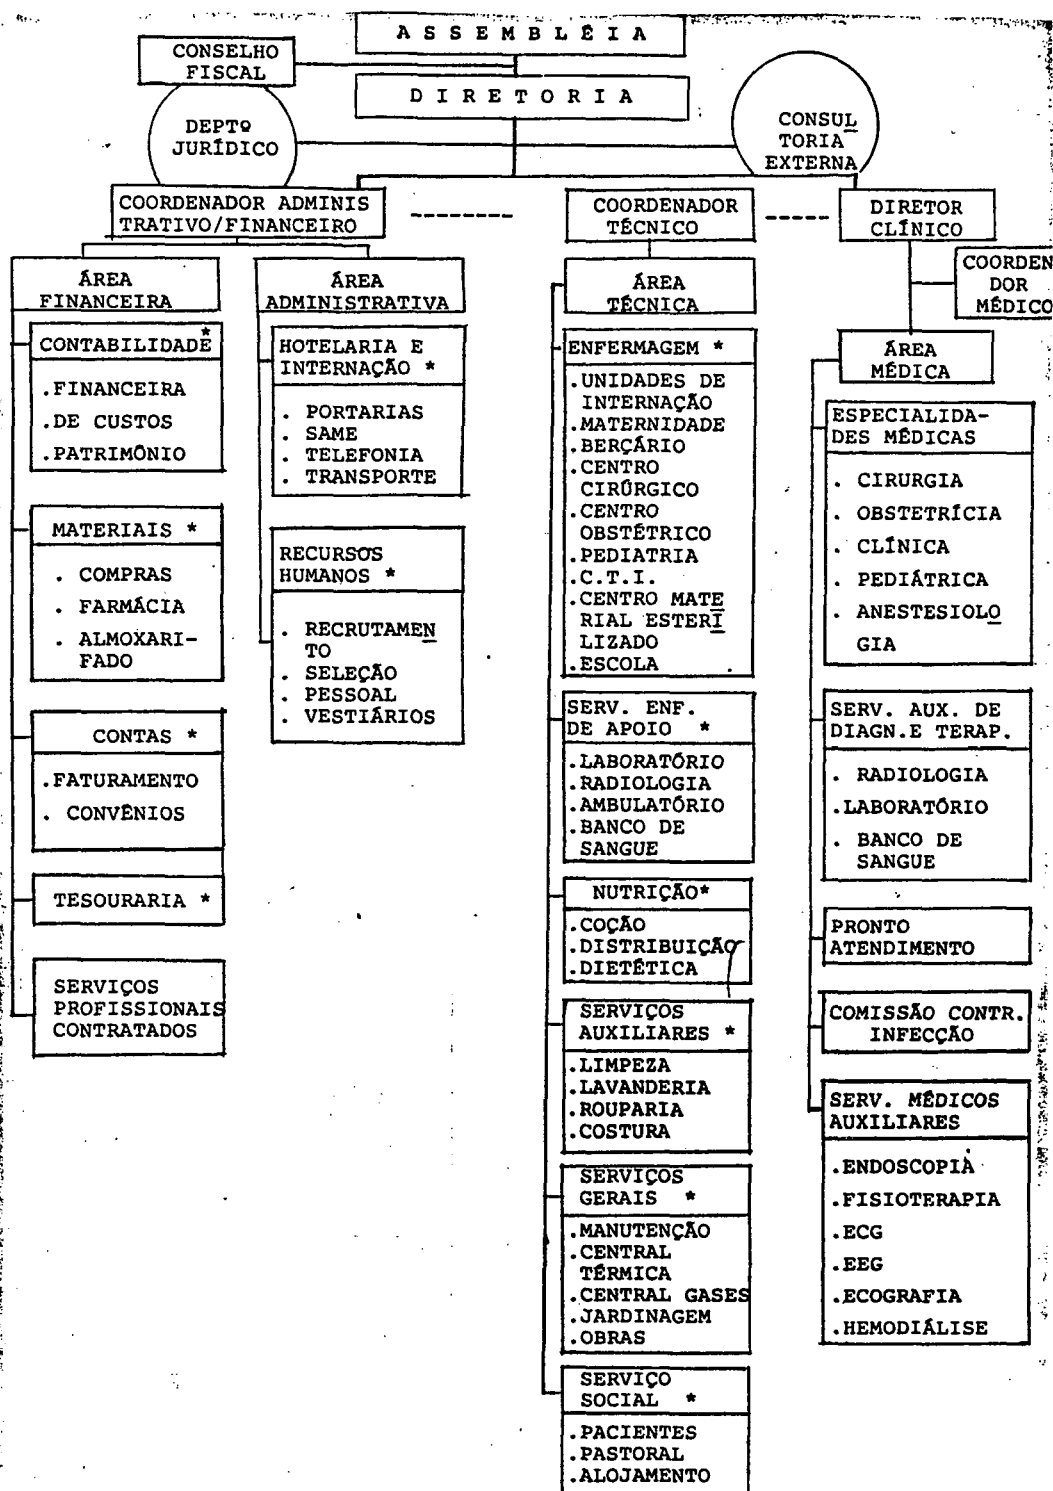 ASSEMBLÉIA
CONSELHO
FISCAL
DIRETORIA
DEPTº
JURÍDICO
CONSUL
TORIA
EXTERNA
COORDENADOR ADMINIS
TRATIVO/FINANCEIRO
COORDENADOR
TÉCNICO
DIRETOR
CLÍNICO
COORDEN
DOR
MÉDICO
ÁREA
FINANCEIRA
CONTABILIDADE *
.FINANCEIRA
.DE CUSTOS
.PATRIMÔNIO
MATERIAIS *
. COMPRAS
. FARMÁCIA
. ALMOXARI-
FADO
CONTAS *
.FATURAMENTO
. CONVÊNIOS
TESOURARIA *
SERVIÇOS
PROFISSIONAIS
CONTRATADOS
ÁREA
ADMINISTRATIVA
HOTELARIA E
INTERNAÇÃO *
. PORTARIAS
. SAME
. TELEFONIA
. TRANSPORTE
RECURSOS
HUMANOS *
. RECRUTAMEN
TO
. SELEÇÃO
. PESSOAL
. VESTIÁRIOS
ÁREA
TÉCNICA
ENFERMAGEM *
.UNIDADES DE
INTERNAÇÃO
.MATERNIDADE
.BERÇÁRIO
.CENTRO
CIRÚRGICO
.CENTRO
OBSTÉTRICO
.PEDIATRIA
.C.T.I.
.CENTRO MATE
RIAL ESTERI
LIZADO
.ESCOLA
SERV. ENF.
DE APOIO *
.LABORATÓRIO
.RADIOLOGIA
.AMBULATÓRIO
.BANCO DE
SANGUE
NUTRIÇÃO*
.COÇÃO
.DISTRIBUIÇÃO
.DIETÉTICA
SERVIÇOS
AUXILIARES *
.LIMPEZA
.LAVANDERIA
.ROUPARIA
.COSTURA
SERVIÇOS
GERAIS *
.MANUTENÇÃO
.CENTRAL
TÉRMICA
.CENTRAL GASES
.JARDINAGEM
.OBRAS
SERVIÇO
SOCIAL *
.PACIENTES
.PASTORAL
.ALOJAMENTO
ÁREA
MÉDICA
ESPECIALIDA-
DES MÉDICAS
. CIRURGIA
. OBSTETRÍCIA
. CLÍNICA
. PEDIÁTRICA
. ANESTESIOLO
GIA
SERV. AUX. DE
DIAGN.E TERAP.
. RADIOLOGIA
.LABORATÓRIO
. BANCO DE
SANGUE
PRONTO
ATENDIMENTO
COMISSÃO CONTR.
INFECÇÃO
SERV. MÉDICOS
AUXILIARES
.ENDOSCOPIA
.FISIOTERAPIA
.ECG
.EEG
.ECOGRAFIA
.HEMODIÁLISE